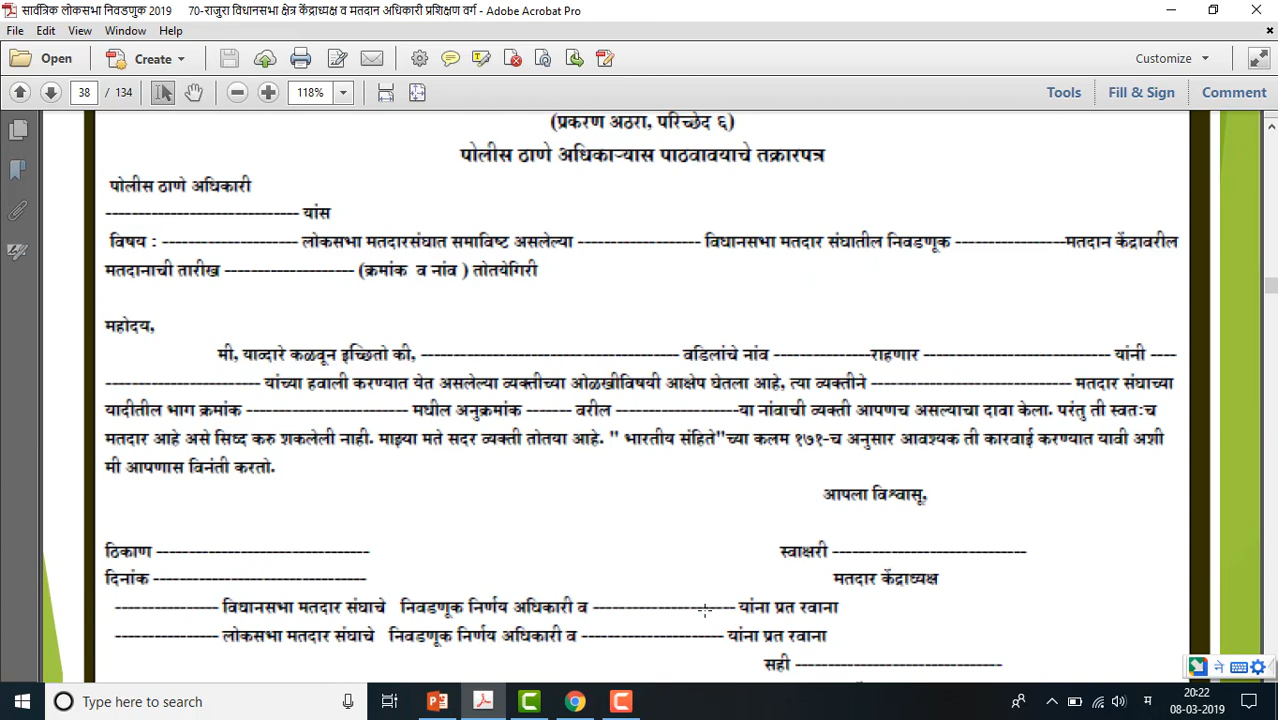 सार्वत्रिक लोकसभा निवडणुक 2019 70-राजुरा विधानसभा क्षेत्र केंद्राध्यक्ष व मतदान अधिकारी प्रशिक्षण वर्ग - Adobe Acrobat Pro
File Edit View Window Help
Open Create Customize
38 / 134 118% Tools Fill & Sign Comment
(प्रकरण अठरा, परिच्छेद ६)
पोलीस ठाणे अधिकाऱ्यास पाठवावयाचे तक्रारपत्र
पोलीस ठाणे अधिकारी
----------------------------- यांस
विषय : --------------------- लोकसभा मतदारसंघात समाविष्ट असलेल्या ------------------- विधानसभा मतदार संघातील निवडणूक -----------------मतदान केंद्रावरील
मतदानाची तारीख -------------------- (क्रमांक व नांव ) तोतयेगिरी
महोदय,
मी, याव्दारे कळवून इच्छितो की, --------------------------------------- वडिलांचे नांव ---------------राहणार ----------------------------- यांनी ----
------------------------ यांच्या हवाली करण्यात येत असलेल्या व्यक्तीच्या ओळखीविषयी आक्षेप घेतला आहे, त्या व्यक्तीने ------------------------------ मतदार संघाच्या
यादीतील भाग क्रमांक ------------------------- मधील अनुक्रमांक ------- वरील -------------------या नांवाची व्यक्ती आपणच असल्याचा दावा केला. परंतु ती स्वतःच
मतदार आहे असे सिध्द करु शकलेली नाही. माझ्या मते सदर व्यक्ती तोतया आहे. " भारतीय संहिते"च्या कलम १७१-च अनुसार आवश्यक ती कारवाई करण्यात यावी अशी
मी आपणास विनंती करतो.
आपला विश्वासू,
ठिकाण --------------------------------- स्वाक्षरी ------------------------------
दिनांक --------------------------------- मतदार केंद्राध्यक्ष
---------------- विधानसभा मतदार संघाचे निवडणूक निर्णय अधिकारी व ---------------------- यांना प्रत रवाना
---------------- लोकसभा मतदार संघाचे निवडणूक निर्णय अधिकारी व ---------------------- यांना प्रत रवाना
सही --------------------------------
ने
Type here to search म 20:22
08-03-2019